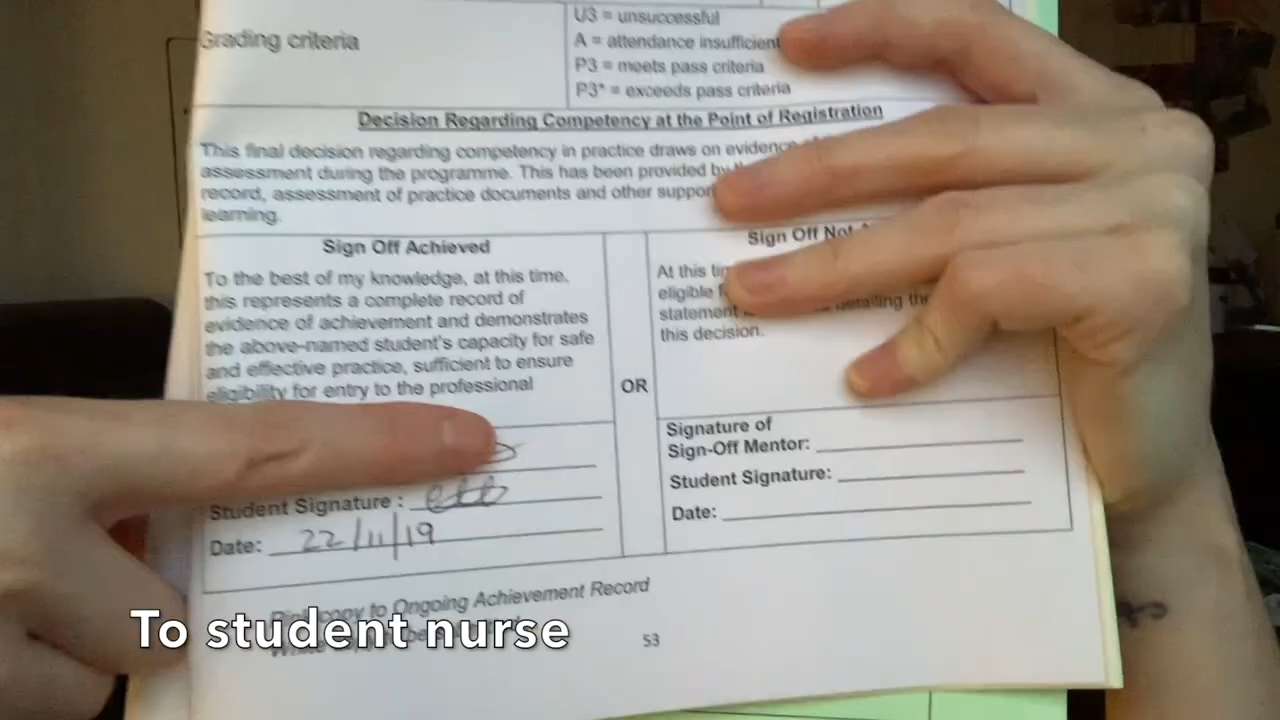 Grading criteria
U3 = unsuccessful
A = attendance insufficient
P3 = meets pass criteria
P3* = exceeds pass criteria
Decision Regarding Competency at the Point of Registration
This final decision regarding competency in practice draws on evidence
assessment during the programme. This has been provided by
record, assessment of practice documents and other
learning.
Sign Off Achieved
To the best of my knowledge, at this time,
this represents a complete record of
evidence of achievement and demonstrates
the above-named student's capacity for safe
and effective practice, sufficient to ensure
eligibility for entry to the professional
Student Signature :
Date: 22/11/19
OR
Sign Off Not
At this
eligible
statement detailing the
this decision.
Signature of
Sign-Off Mentor:
Student Signature:
Date:
copy to Ongoing Achievement Record
53
To student nurse